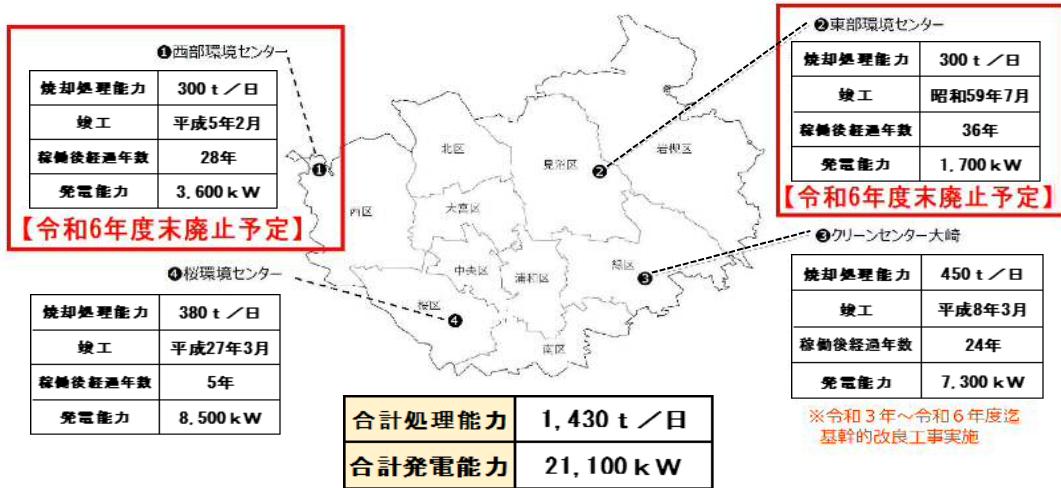 ❶西部環境センター
焼却処理能力 300ｔ／日
竣工 平成5年2月
稼働後経過年数 28年
発電能力 3,600ｋW
【令和6年度末廃止予定】
❷東部環境センター
焼却処理能力 300ｔ／日
竣工 昭和59年7月
稼働後経過年数 36年
発電能力 1,700ｋW
【令和6年度末廃止予定】
北区
見沼区
岩槻区
❶
❷
西区
大宮区
中央区
浦和区
緑区
❸
桜区
❹
南区
❹桜環境センター
焼却処理能力 380ｔ／日
竣工 平成27年3月
稼働後経過年数 5年
発電能力 8,500ｋW
❸クリーンセンター大崎
焼却処理能力 450ｔ／日
竣工 平成8年3月
稼働後経過年数 24年
発電能力 7,300ｋW
※令和３年～令和６年度迄
基幹的改良工事実施
合計処理能力 1,430ｔ／日
合計発電能力 21,100ｋW